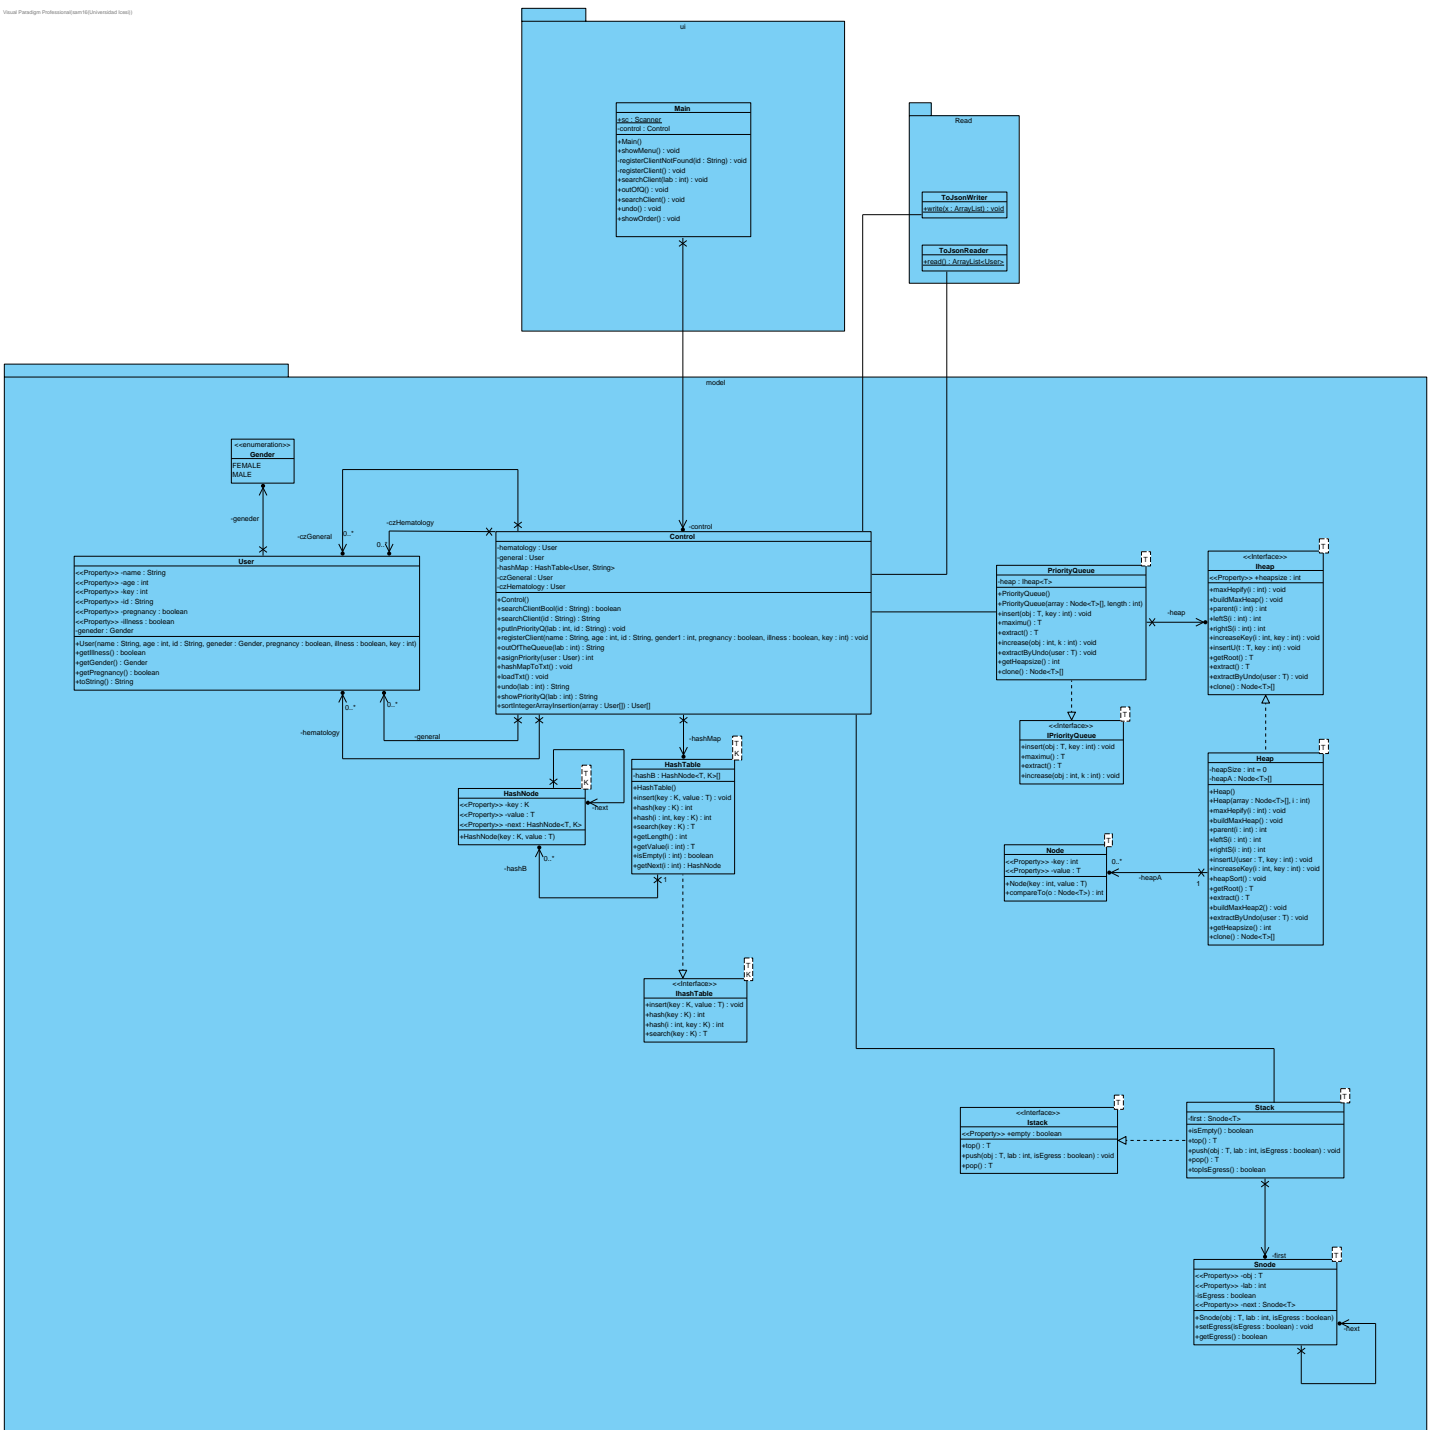 Visual Paradigm Professional(sami16(Universidad Icesi))
ui
Main
+sc : Scanner
-control : Control
+Main()
+showMenu() : void
-registerClientNotFound(id : String) : void
-registerClient() : void
+searchClient(lab : int) : void
+outOfQ() : void
+searchClient() : void
+undo() : void
+showOrder() : void
Read
ToJsonWriter
+write(x : ArrayList) : void
ToJsonReader
+read() : ArrayList<User>
model
<<enumeration>>
Gender
FEMALE
MALE
-geneder
-czGeneral
0..*
-czHematology
0..*
-control
User
<<Property>> -name : String
<<Property>> -age : int
<<Property>> -key : int
<<Property>> -id : String
<<Property>> -pregnancy : boolean
<<Property>> -illness : boolean
-geneder : Gender
+User(name : String, age : int, id : String, geneder : Gender, pregnancy : boolean, illness : boolean, key : int)
+getIllness() : boolean
+getGender() : Gender
+getPregnancy() : boolean
+toString() : String
0..*
0..*
-hematology
-general
Control
-hematology : User
-general : User
-hashMap : HashTable<User, String>
-czGeneral : User
-czHematology : User
+Control()
+searchClientBool(id : String) : boolean
+searchClient(id : String) : String
+putInPriorityQ(lab : int, id : String) : void
+registerClient(name : String, age : int, id : String, gender1 : int, pregnancy : boolean, illness : boolean, key : int) : void
+outOfTheQueue(lab : int) : String
+asignPriority(user : User) : int
+hashMapToTxt() : void
+loadTxt() : void
+undo(lab : int) : String
+showPriorityQ(lab : int) : String
+sortIntegerArrayInsertion(array : User[]) : User[]
-hashMap
T
PriorityQueue
-heap : Iheap<T>
+PriorityQueue()
+PriorityQueue(array : Node<T>[], length : int)
+insert(obj : T, key : int) : void
+maximu() : T
+extract() : T
+increase(obj : int, k : int) : void
+extractByUndo(user : T) : void
+getHeapsize() : int
+clone() : Node<T>[]
-heap
T
<<Interface>>
Iheap
<<Property>> +heapsize : int
+maxHepify(i : int) : void
+buildMaxHeap() : void
+parent(i : int) : int
+leftS(i : int) : int
+rightS(i : int) : int
+increaseKey(i : int, key : int) : void
+insertU(t : T, key : int) : void
+getRoot() : T
+extract() : T
+extractByUndo(user : T) : void
+clone() : Node<T>[]
T
<<Interface>>
IPriorityQueue
+insert(obj : T, key : int) : void
+maximu() : T
+extract() : T
+increase(obj : int, k : int) : void
T
K
HashTable
-hashB : HashNode<T, K>[]
+HashTable()
+insert(key : K, value : T) : void
+hash(key : K) : int
+hash(i : int, key : K) : int
+search(key : K) : T
+getLength() : int
+getValue(i : int) : T
+isEmpty(i : int) : boolean
+getNext(i : int) : HashNode
1
T
K
HashNode
<<Property>> -key : K
<<Property>> -value : T
<<Property>> -next : HashNode<T, K>
+HashNode(key : K, value : T)
-next
0..*
-hashB
T
Heap
-heapSize : int = 0
-heapA : Node<T>[]
+Heap()
+Heap(array : Node<T>[], i : int)
+maxHepify(i : int) : void
+buildMaxHeap() : void
+parent(i : int) : int
+leftS(i : int) : int
+rightS(i : int) : int
+insertU(user : T, key : int) : void
+increaseKey(i : int, key : int) : void
+heapSort() : void
+getRoot() : T
+extract() : T
+buildMaxHeap2() : void
+extractByUndo(user : T) : void
+getHeapsize() : int
+clone() : Node<T>[]
T
Node
<<Property>> -key : int
<<Property>> -value : T
+Node(key : int, value : T)
+compareTo(o : Node<T>) : int
0..*
-heapA
1
T
K
<<Interface>>
IhashTable
+insert(key : K, value : T) : void
+hash(key : K) : int
+hash(i : int, key : K) : int
+search(key : K) : T
T
<<Interface>>
Istack
<<Property>> +empty : boolean
+top() : T
+push(obj : T, lab : int, isEgress : boolean) : void
+pop() : T
T
Stack
-first : Snode<T>
+isEmpty() : boolean
+top() : T
+push(obj : T, lab : int, isEgress : boolean) : void
+pop() : T
+topIsEgress() : boolean
-first
T
Snode
<<Property>> -obj : T
<<Property>> -lab : int
-isEgress : boolean
<<Property>> -next : Snode<T>
+Snode(obj : T, lab : int, isEgress : boolean)
+setEgress(isEgress : boolean) : void
+getEgress() : boolean
-next